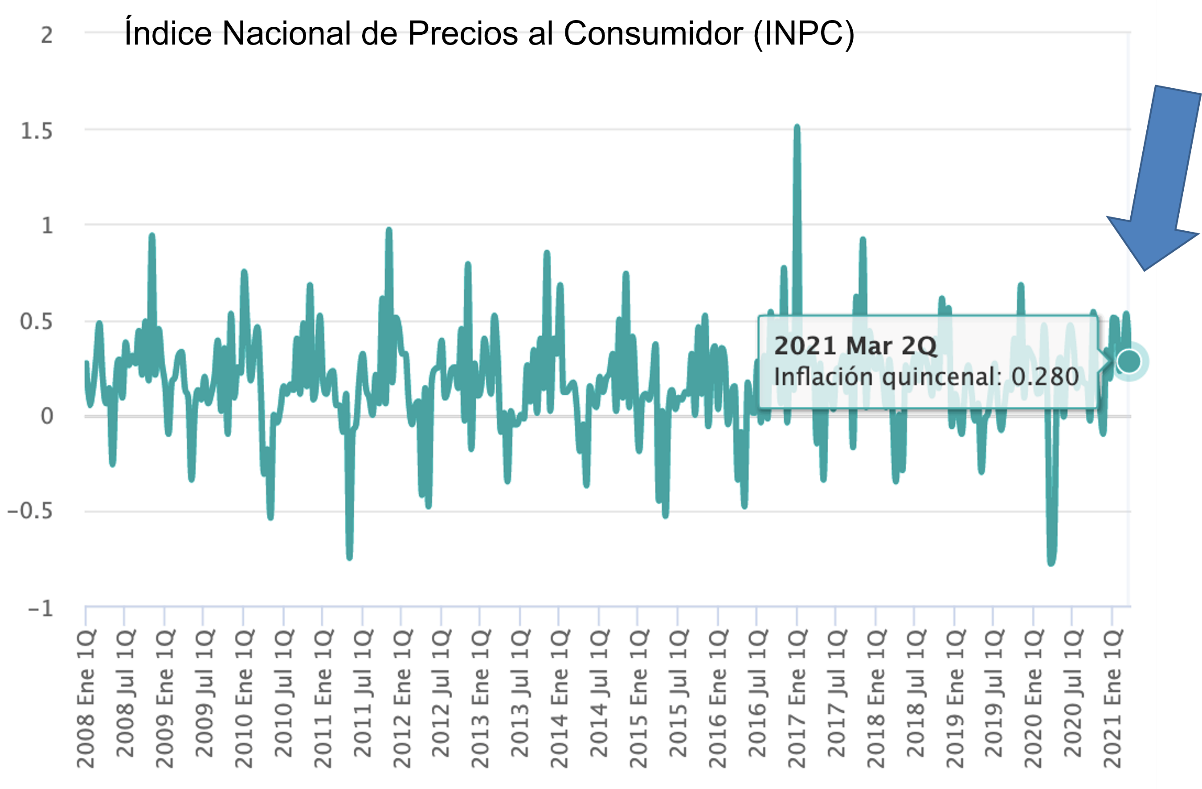 Índice Nacional de Precios al Consumidor (INPC)
2
1.5
1
0.5
0
−0.5
−1
2021 Mar 2Q
Inflación quincenal: 0.280
2008 Ene 1Q
2008 Jul 1Q
2009 Ene 1Q
2009 Jul 1Q
2010 Ene 1Q
2010 Jul 1Q
2011 Ene 1Q
2011 Jul 1Q
2012 Ene 1Q
2012 Jul 1Q
2013 Ene 1Q
2013 Jul 1Q
2014 Ene 1Q
2014 Jul 1Q
2015 Ene 1Q
2015 Jul 1Q
2016 Ene 1Q
2016 Jul 1Q
2017 Ene 1Q
2017 Jul 1Q
2018 Ene 1Q
2018 Jul 1Q
2019 Ene 1Q
2019 Jul 1Q
2020 Ene 1Q
2020 Jul 1Q
2021 Ene 1Q